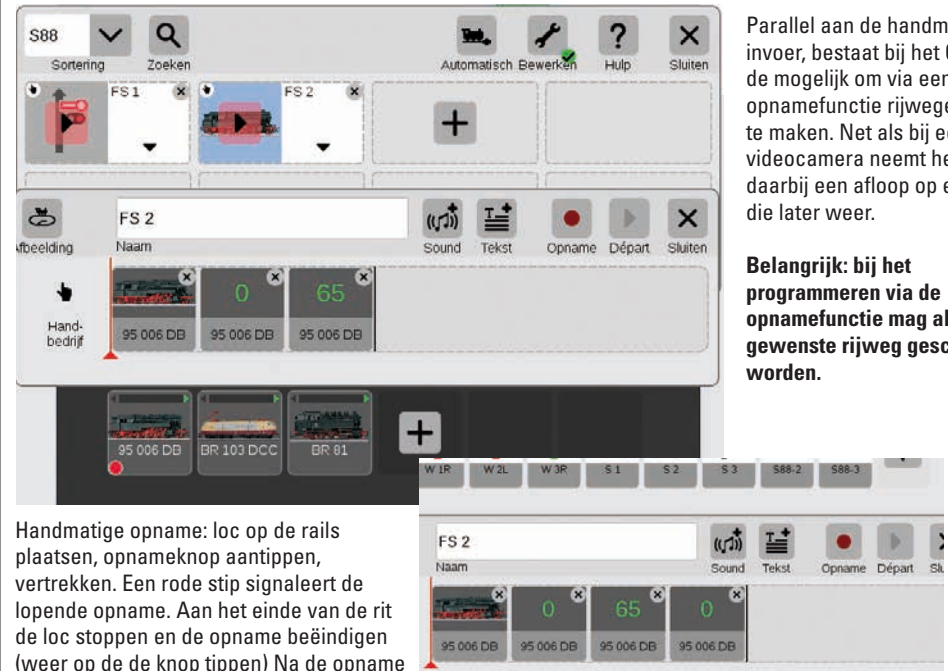 S88
Sortering
Zoeken
Automatisch
Bewerken
Hulp
Sluiten
FS 1
FS 2
FS 2
Naam
Sound
Tekst
Opname
Départ
Sluiten
Hand-
bedrijf
0
65
95 006 DB
95 006 DB
95 006 DB
95 006 DB
BR 103 DCC
BR 81
Parallel aan de
invoer, bestaat bij het
de mogelijk om via
opnamefunctie
te maken. Net als bij
videocamera neemt
daarbij een afloop op
die later weer.
Belangrijk: bij het
programmeren via de
opnamefunctie mag
gewenste rijweg
worden.
Handmatige opname: loc op de rails
plaatsen, opnameknop aantippen,
vertrekken. Een rode stip signaleert de
lopende opname. Aan het einde van de rit
de loc stoppen en de opname beëindigen
(weer op de de knop tippen) Na de opname
W 1R
W 2L
W 3R
S 1
S 2
S 3
S88-2
S88-3
FS 2
Naam
Sound
Tekst
Opname
Départ
0
65
0
95 006 DB
95 006 DB
95 006 DB
95 006 DB